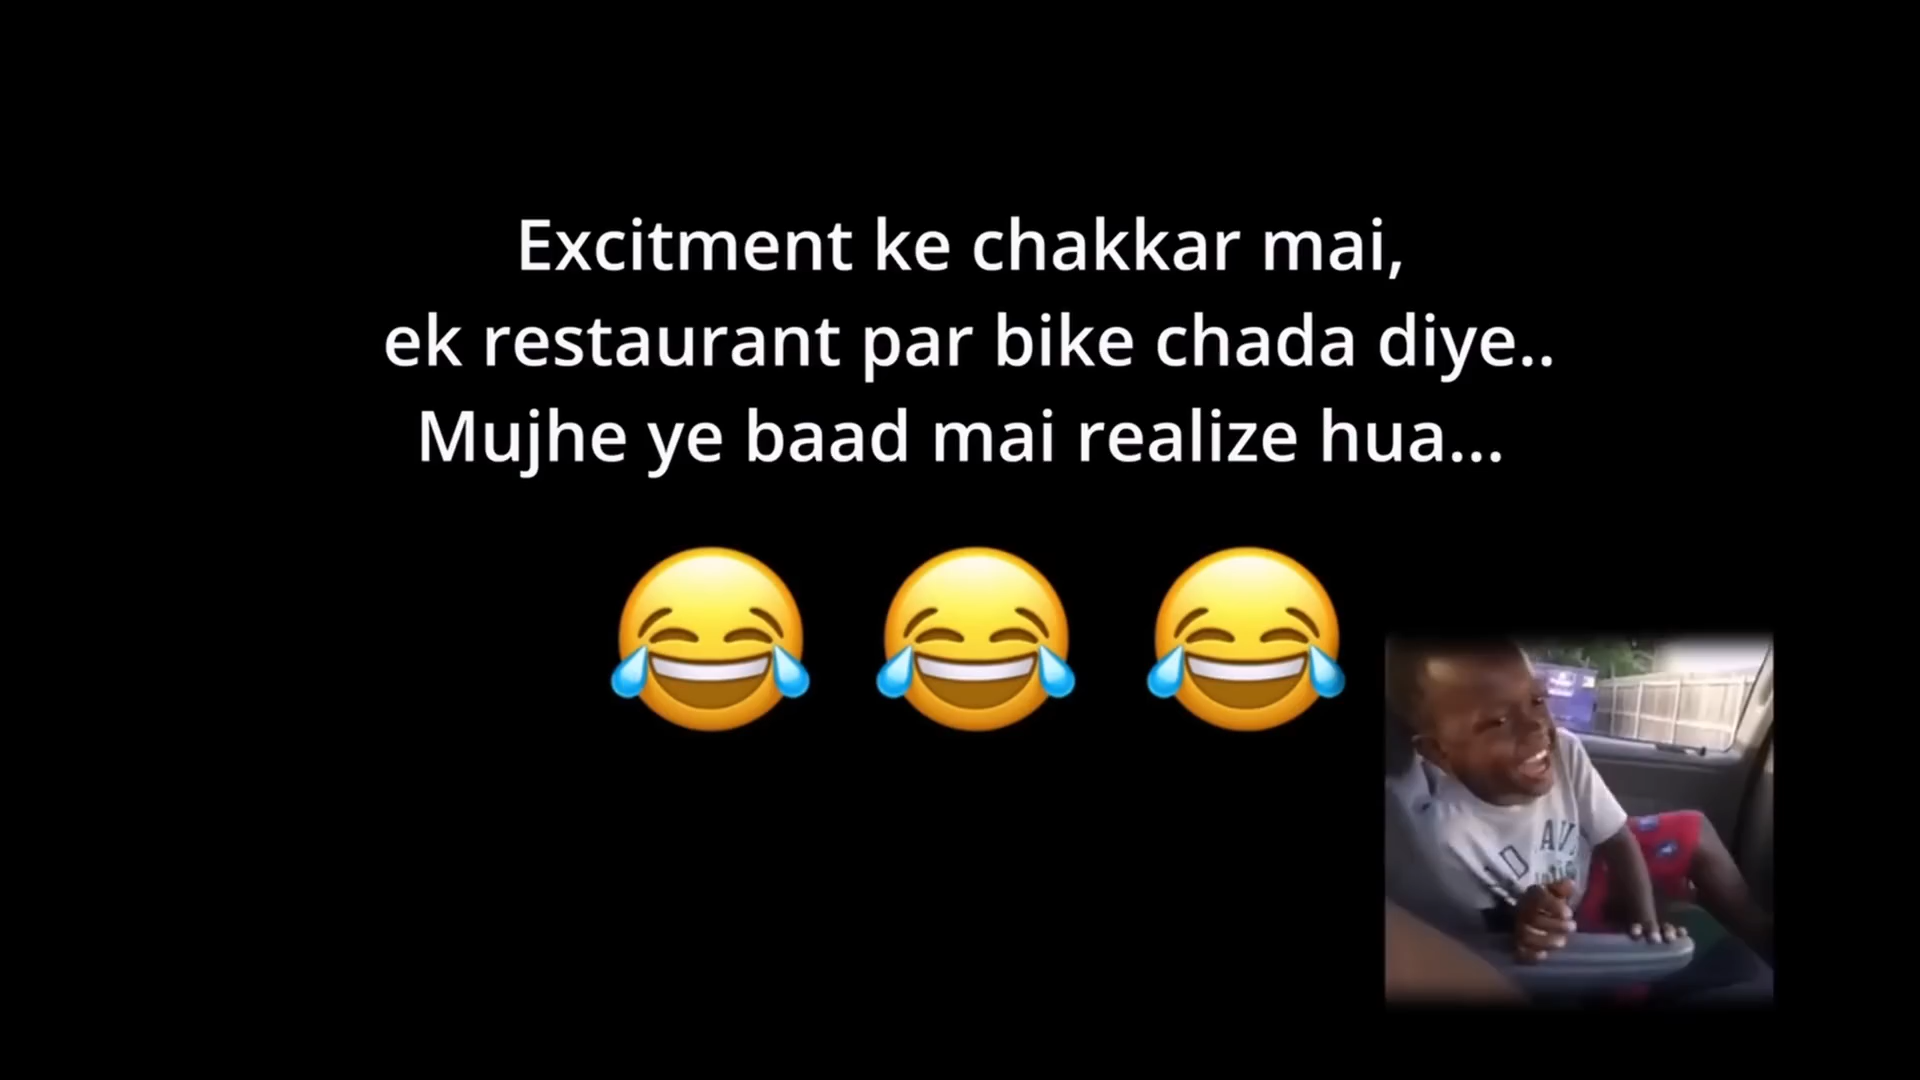 Excitment ke chakkar mai,
ek restaurant par bike chada diye..
Mujhe ye baad mai realize hua...